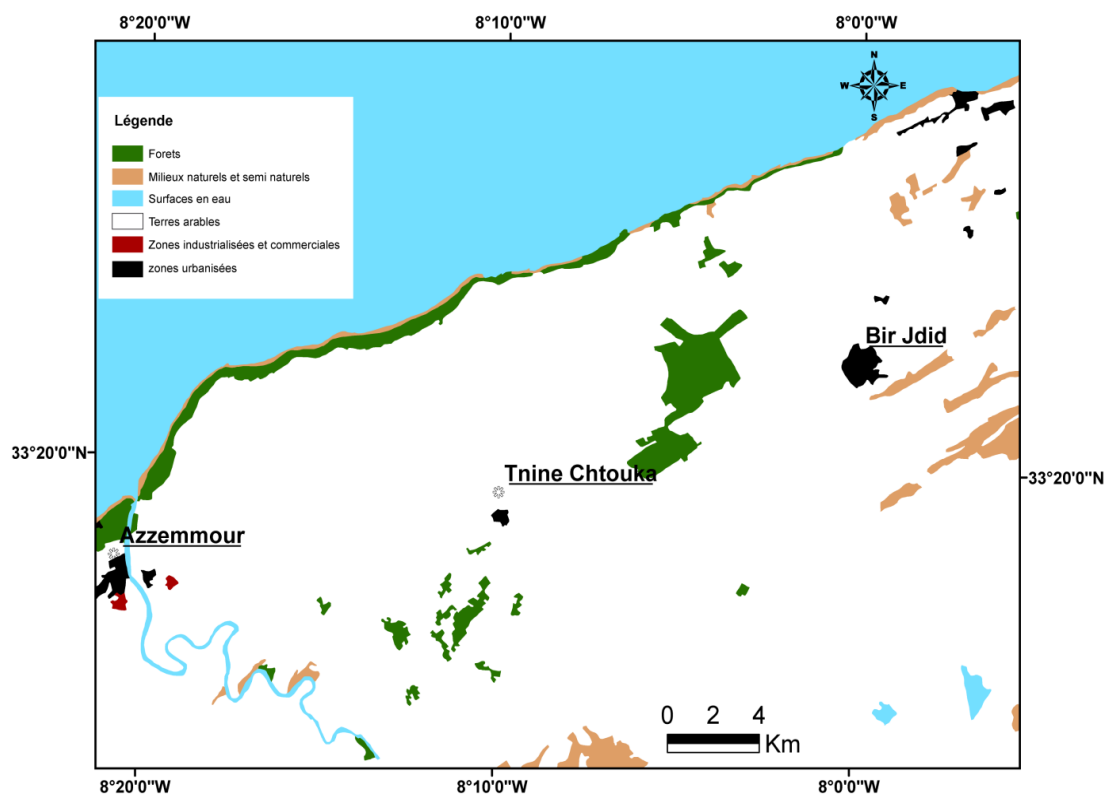 8°20'0"W 8°10'0"W 8°0'0"W
N
W E
S
Légende
Forets
Milieux naturels et semi naturels
Surfaces en eau
Terres arables
Zones industrialisées et commerciales
zones urbanisées
Bir Jdid
33°20'0"N
Tnine Chtouka
33°20'0"N
Azzemmour
0 2 4
Km
8°20'0"W 8°10'0"W 8°0'0"W